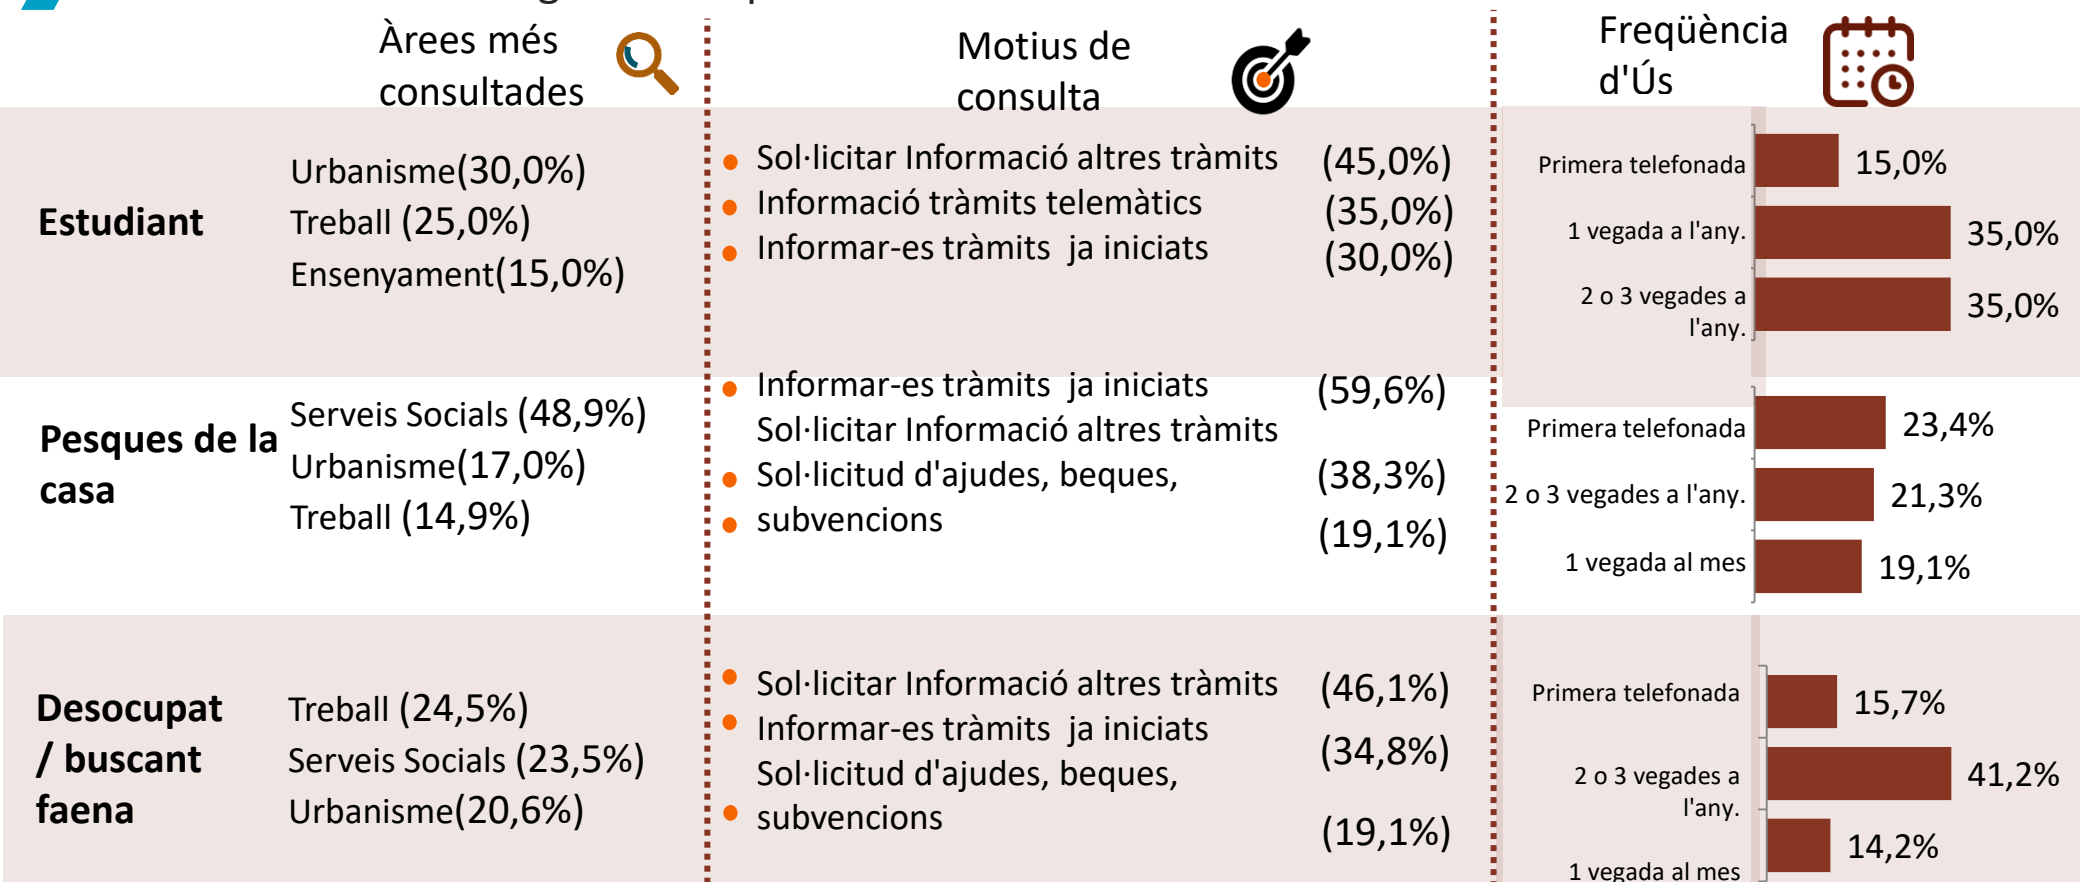 Àrees més
consultades
Motius de
consulta
Freqüència
d'Ús
Estudiant
Urbanisme(30,0%)
Treball (25,0%)
Ensenyament(15,0%)
Sol·licitar Informació altres tràmits (45,0%)
Informació tràmits telemàtics (35,0%)
Informar-es tràmits ja iniciats (30,0%)
Primera telefonada 15,0%
1 vegada a l'any. 35,0%
2 o 3 vegades a
l'any. 35,0%
Pesques de la
casa
Serveis Socials (48,9%)
Urbanisme(17,0%)
Treball (14,9%)
Informar-es tràmits ja iniciats (59,6%)
Sol·licitar Informació altres tràmits
Sol·licitud d'ajudes, beques, (38,3%)
subvencions (19,1%)
Primera telefonada 23,4%
2 o 3 vegades a l'any. 21,3%
1 vegada al mes 19,1%
Desocupat
/ buscant
faena
Treball (24,5%)
Serveis Socials (23,5%)
Urbanisme(20,6%)
Sol·licitar Informació altres tràmits (46,1%)
Informar-es tràmits ja iniciats (34,8%)
Sol·licitud d'ajudes, beques,
subvencions (19,1%)
Primera telefonada 15,7%
2 o 3 vegades a
l'any. 41,2%
1 vegada al mes 14,2%